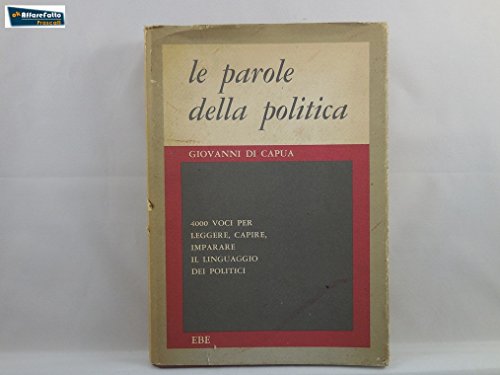 ok AffareFatto
Frascati
le parole
della politica
GIOVANNI DI CAPUA
4000 VOCI PER
LEGGERE, CAPIRE,
IMPARARE
IL LINGUAGGIO
DEI POLITICI
EBE